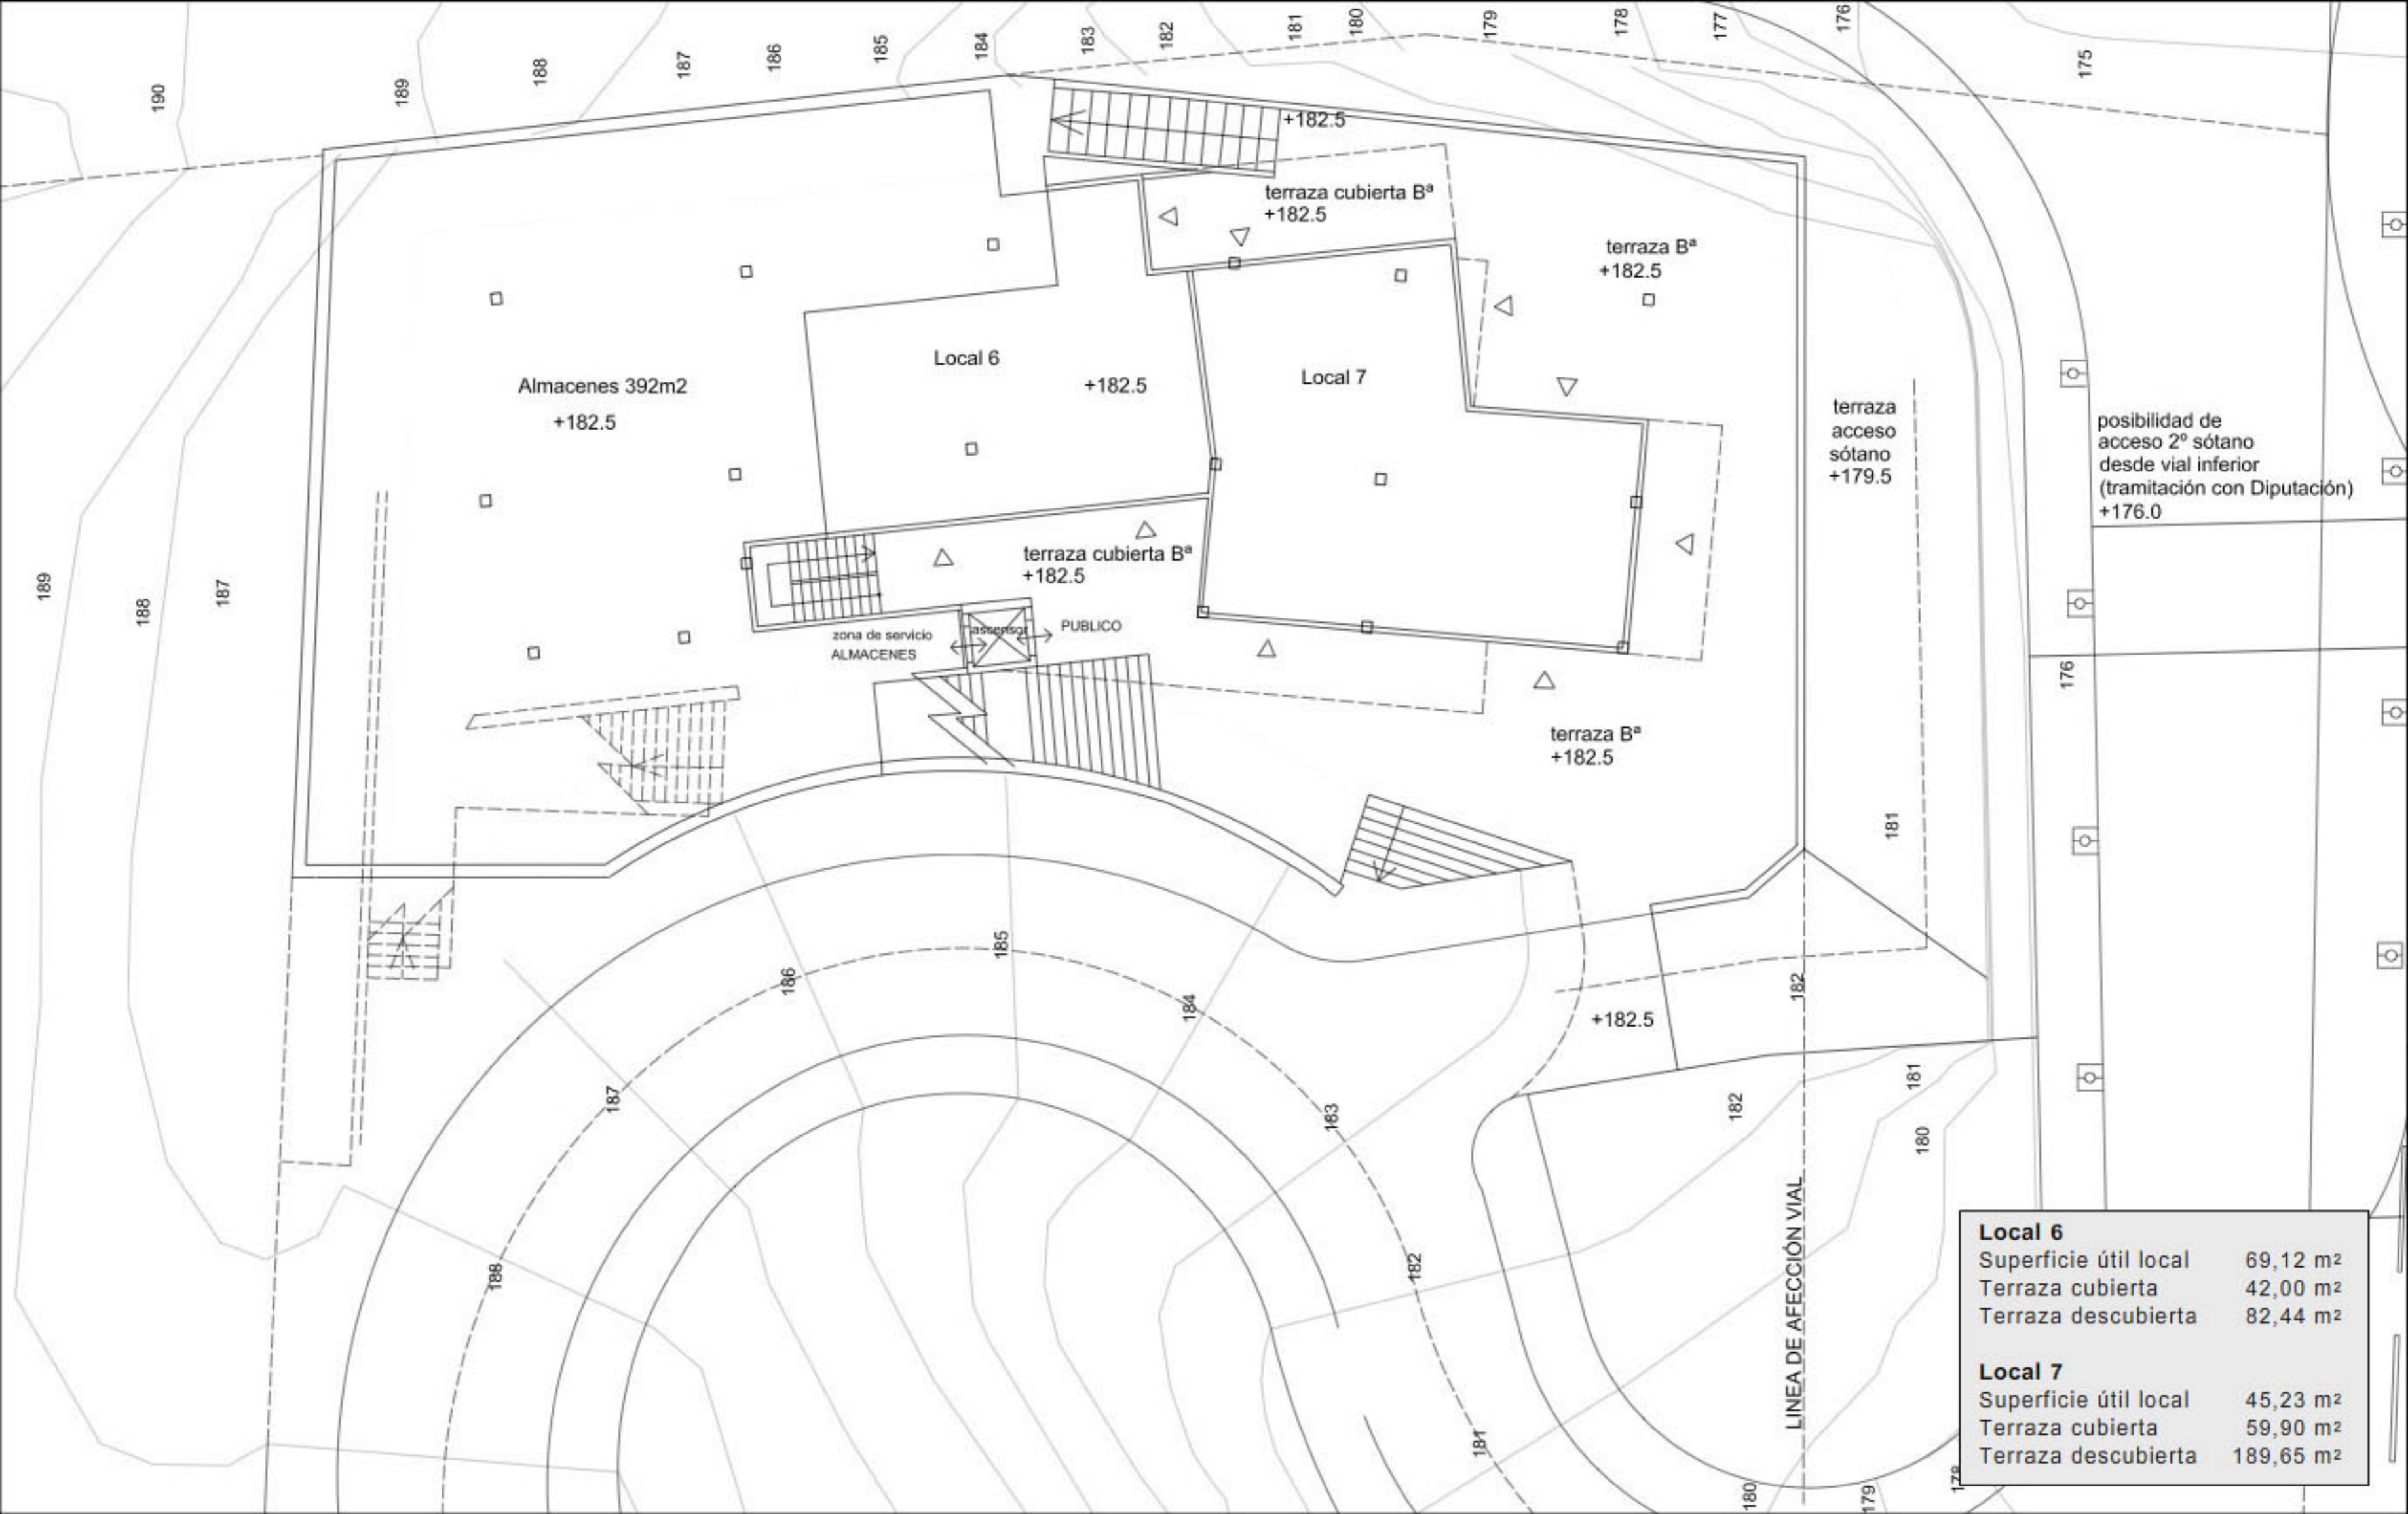 190
189
188
187
186
185
184
183
182
181
180
179
178
177
176
175
+182.5
terraza cubierta Bª
+182.5
terraza Bª
+182.5
Local 6
+182.5
Local 7
Almacenes 392m2
+182.5
terraza
acceso
sótano
+179.5
posibilidad de
acceso 2º sótano
desde vial inferior
(tramitación con Diputación)
+176.0
terraza cubierta Bª
+182.5
189
188
187
zona de servicio
ALMACENES
assensor
PUBLICO
176
terraza Bª
+182.5
181
185
186
184
182
+182.5
187
183
182
181
180
188
182
181
LINEA DE AFECCIÓN VIAL
180
179
178
Local 6
Superficie útil local 69,12 m²
Terraza cubierta 42,00 m²
Terraza descubierta 82,44 m²
Local 7
Superficie útil local 45,23 m²
Terraza cubierta 59,90 m²
Terraza descubierta 189,65 m²